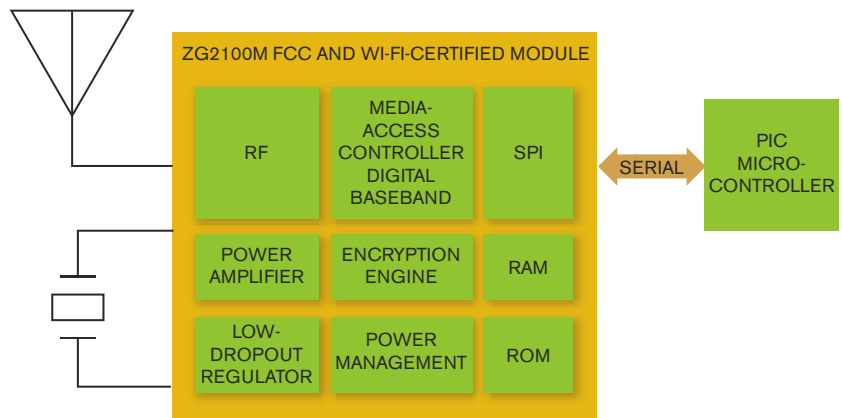 ZG2100M FCC AND WI-FI-CERTIFIED MODULE
RF
MEDIA-
ACCESS
CONTROLLER
DIGITAL
BASEBAND
SPI
SERIAL
PIC
MICRO-
CONTROLLER
POWER
AMPLIFIER
ENCRYPTION
ENGINE
RAM
LOW-
DROPOUT
REGULATOR
POWER
MANAGEMENT
ROM